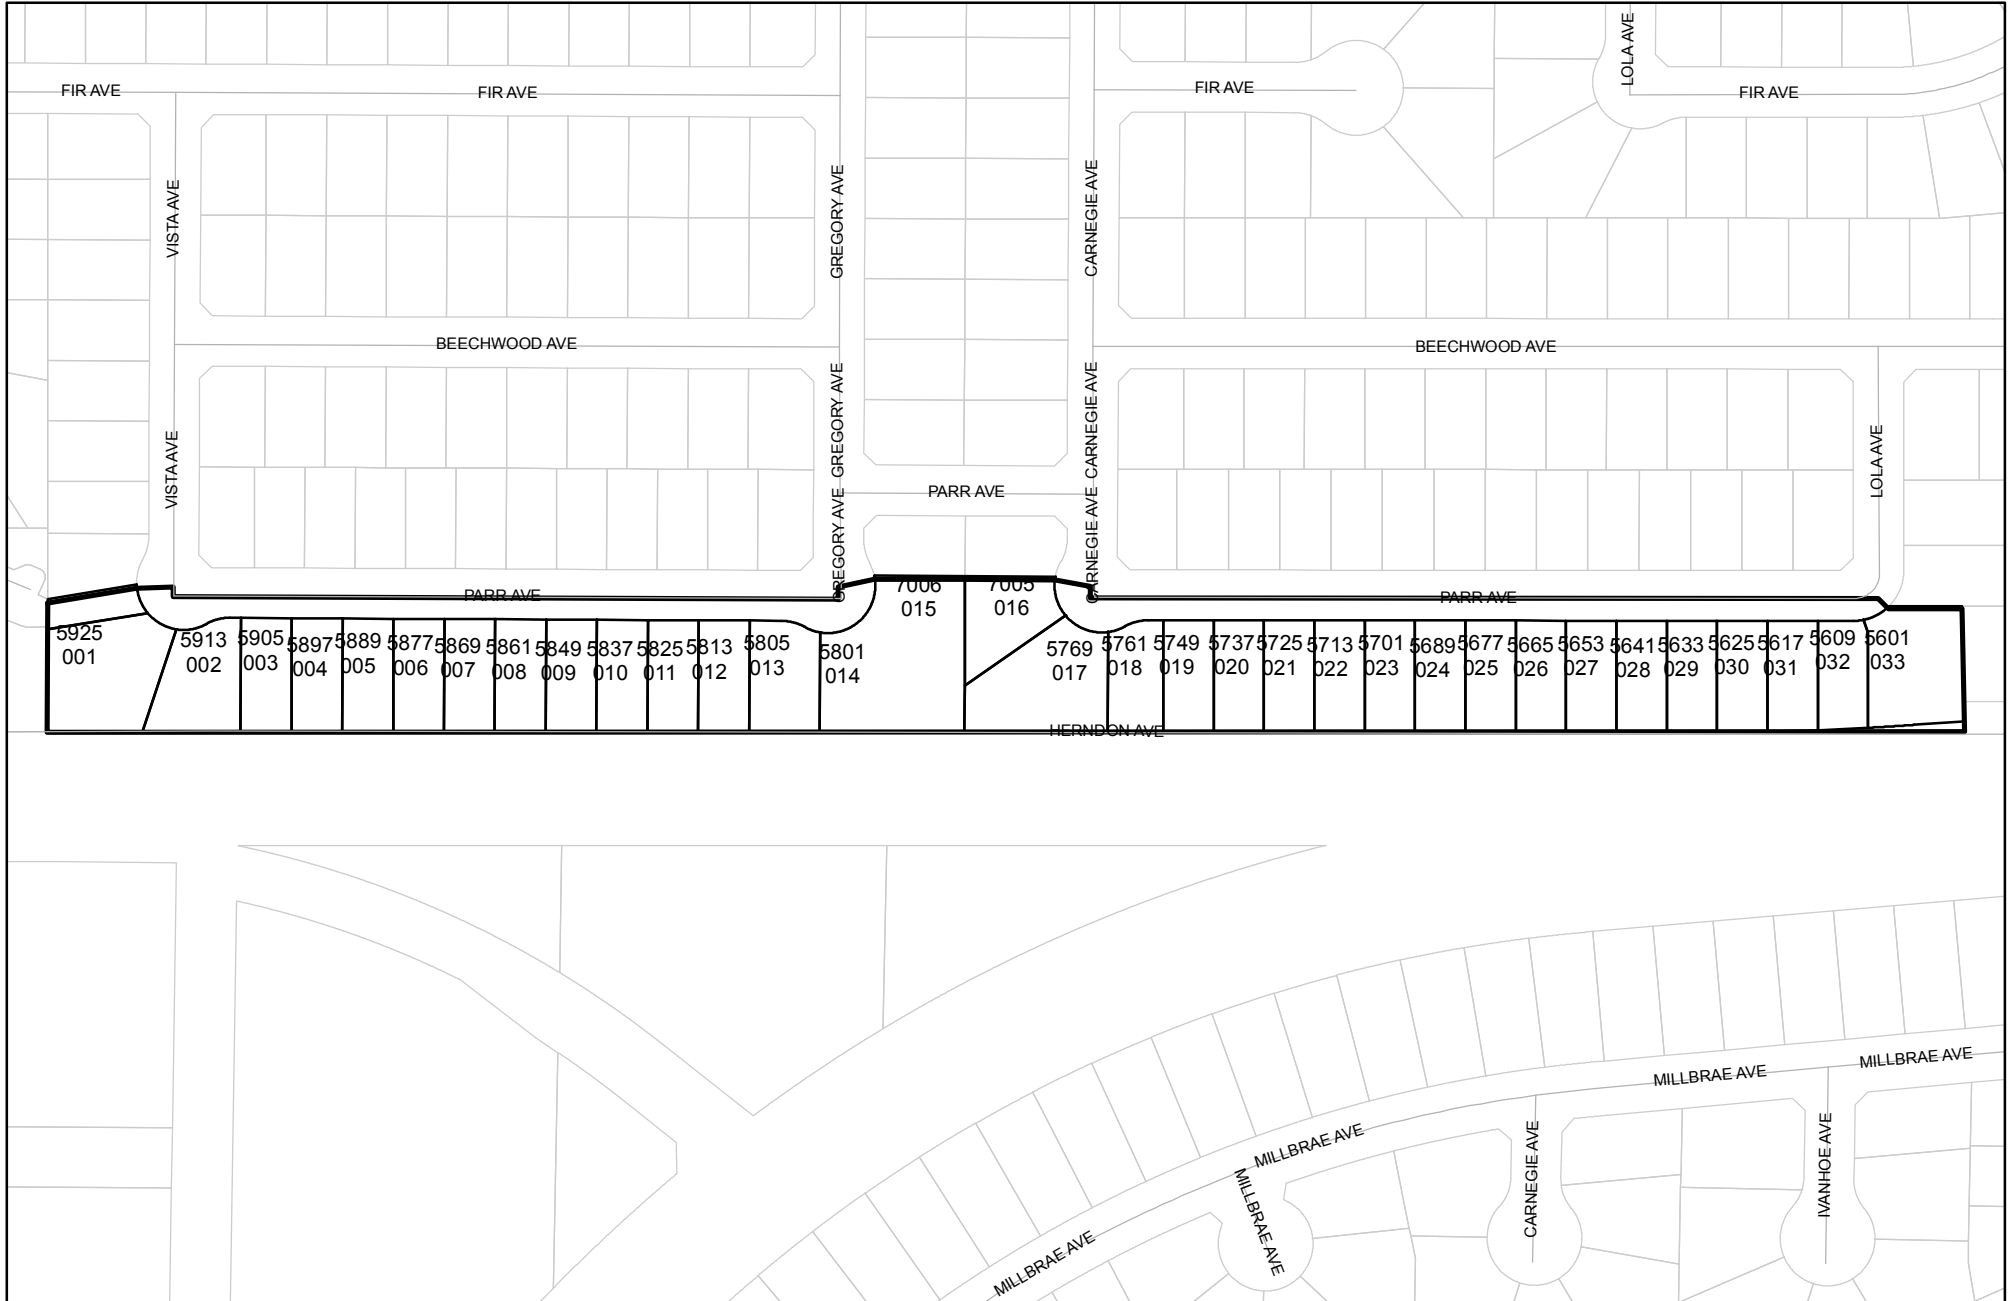 LOLA AVE
FIR AVE
FIR AVE
FIR AVE
FIR AVE
VISTA AVE
GREGORY AVE
CARNEGIE AVE
BEECHWOOD AVE
BEECHWOOD AVE
VISTA AVE
GREGORY AVE
CARNEGIE AVE
LOLA AVE
PARR AVE
GREGORY AVE
CARNEGIE AVE
PARR AVE
PARR AVE
5925
001
5913
002
5905
003
5897
004
5889
005
5877
006
5869
007
5861
008
5849
009
5837
010
5825
011
5813
012
5805
013
5801
014
7006
015
7005
016
5769
017
5761
018
5749
019
5737
020
5725
021
5713
022
5701
023
5689
024
5677
025
5665
026
5653
027
5641
028
5633
029
5625
030
5617
031
5609
032
5601
033
HERNDON AVE
MILLBRAE AVE
MILLBRAE AVE
MILLBRAE AVE
MILLBRAE AVE
MILLBRAE AVE
CARNEGIE AVE
IVANHOE AVE